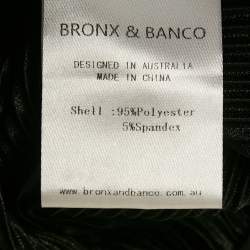 BRONX & BANCO
DESIGNED IN AUSTRALIA
MADE IN CHINA
Shell :95%Polyester
5%Spandex
www.bronxandbanco.com.au